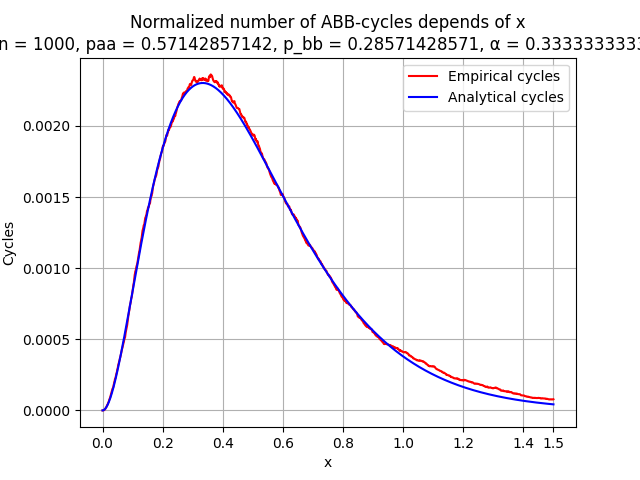 Normalized number of ABB-cycles depends of x
n = 1000, paa = 0.57142857142, p_bb = 0.28571428571, α = 0.3333333333
Empirical cycles
Analytical cycles
Cycles
0.0020
0.0015
0.0010
0.0005
0.0000
0.0 0.2 0.4 0.6 0.8 1.0 1.2 1.4 1.5
x